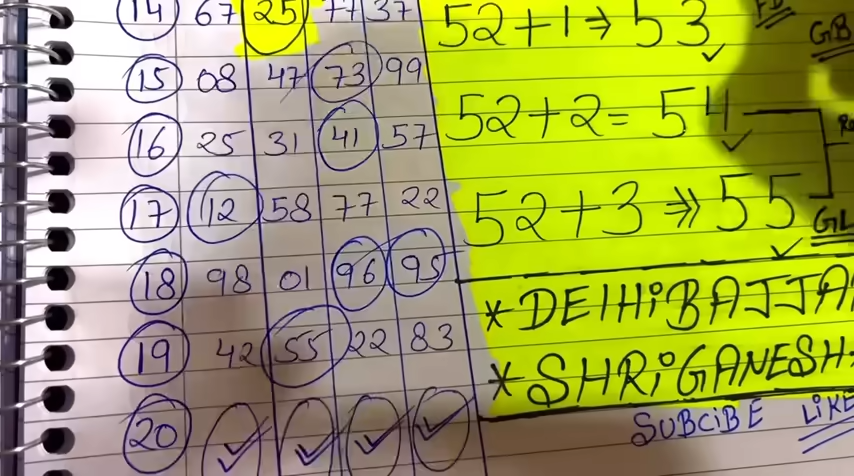 14 67 25 77 37
15 08 47 73 99
16 25 31 41 57
17 12 58 77 22
18 98 01 96 95
19 42 55 22 83
20 ✓ ✓ ✓ ✓
52+1⇒53
✓
GB
52+2=54
✓
52+3⇒55
✓
GL
*DElHiBAJJA
*SHRiGANESH
SUBCiBE LiKE